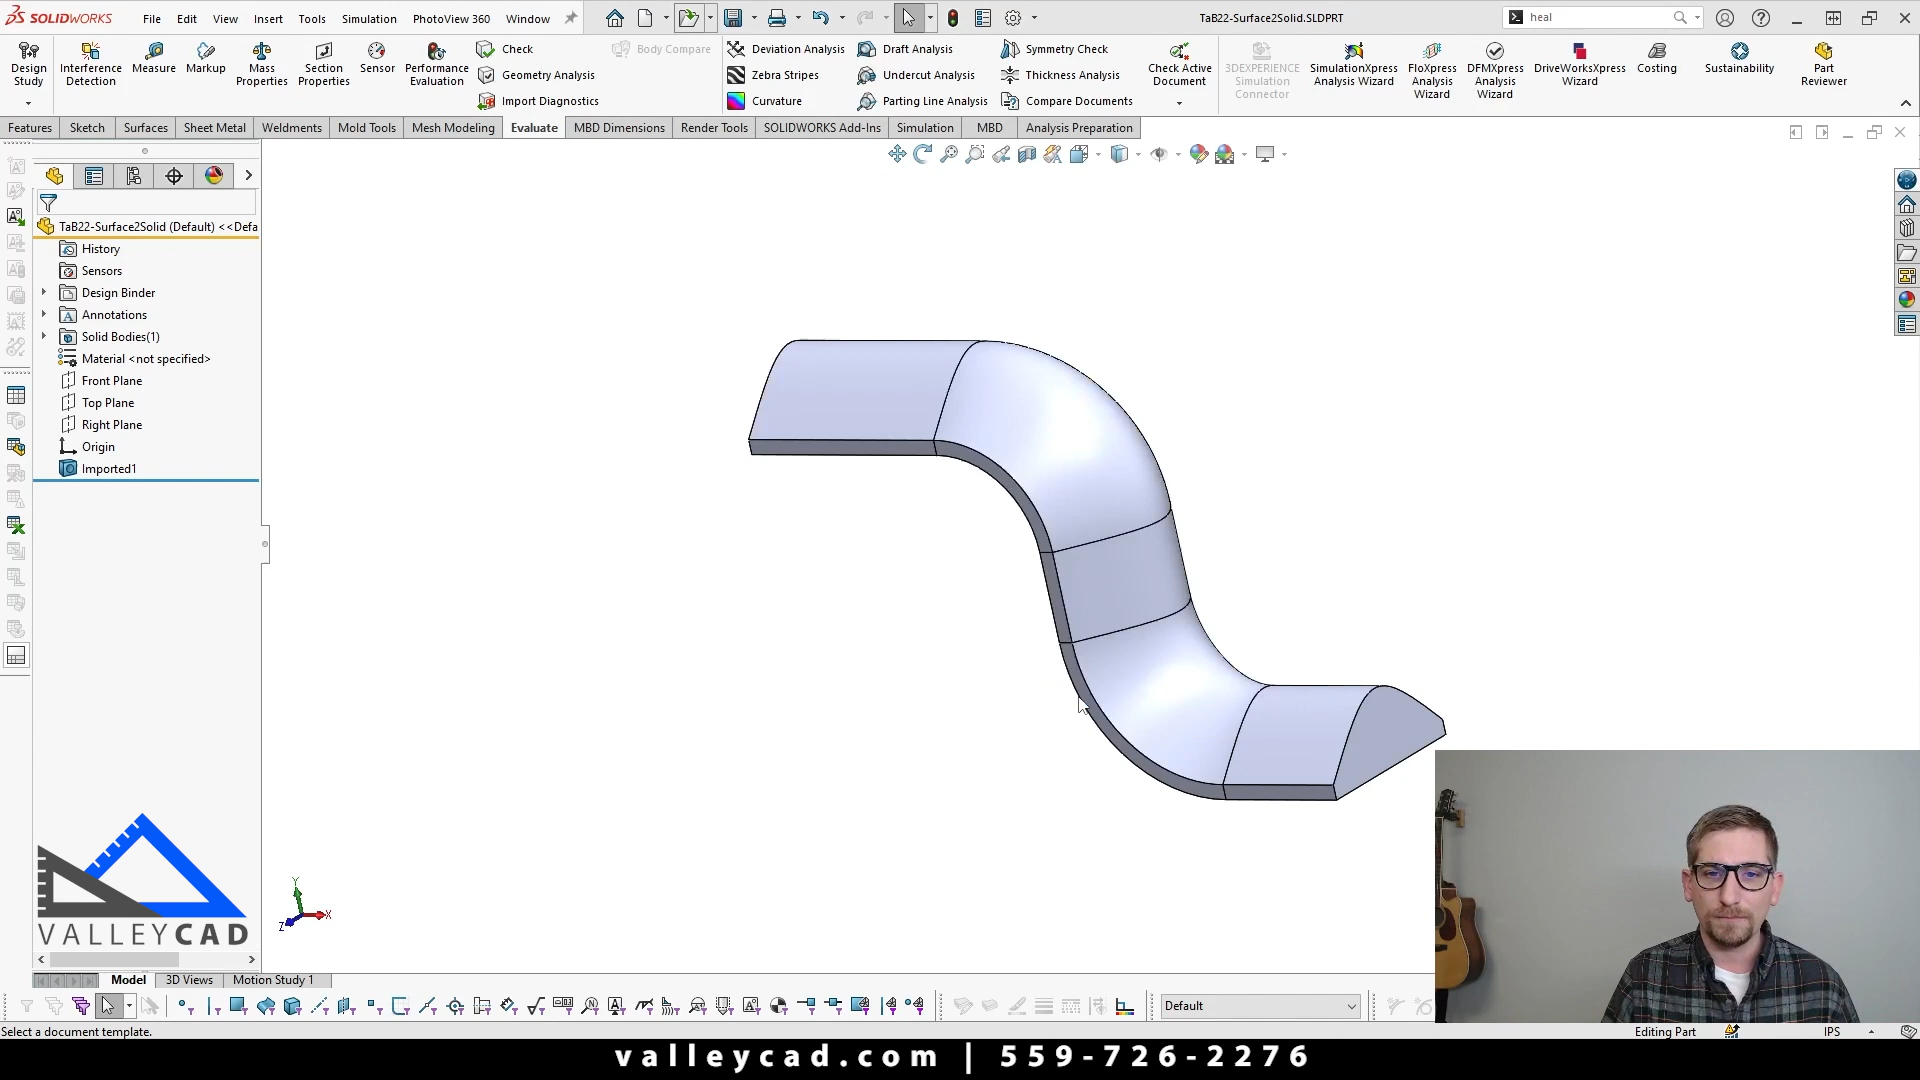 SOLIDWORKS
File Edit View Insert Tools Simulation PhotoView 360 Window
TaB22-Surface2Solid.SLDPRT
heal
Design Study
Interference Detection
Measure
Markup
Mass Properties
Section Properties
Sensor
Performance Evaluation
Check
Geometry Analysis
Import Diagnostics
Body Compare
Deviation Analysis
Zebra Stripes
Curvature
Draft Analysis
Undercut Analysis
Parting Line Analysis
Symmetry Check
Thickness Analysis
Compare Documents
Check Active Document
3DEXPERIENCE Simulation Connector
SimulationXpress Analysis Wizard
FloXpress Analysis Wizard
DFMXpress Analysis Wizard
DriveWorksXpress Wizard
Costing
Sustainability
Part Reviewer
Features Sketch Surfaces Sheet Metal Weldments Mold Tools Mesh Modeling Evaluate MBD Dimensions Render Tools SOLIDWORKS Add-Ins Simulation MBD Analysis Preparation
TaB22-Surface2Solid (Default) <<Defa
History
Sensors
Design Binder
Annotations
Solid Bodies(1)
Material <not specified>
Front Plane
Top Plane
Right Plane
Origin
Imported1
Y
X
Z
VALLEYCAD
Model 3D Views Motion Study 1
Default
Select a document template.
Editing Part
IPS
valleycad.com | 559-726-2276